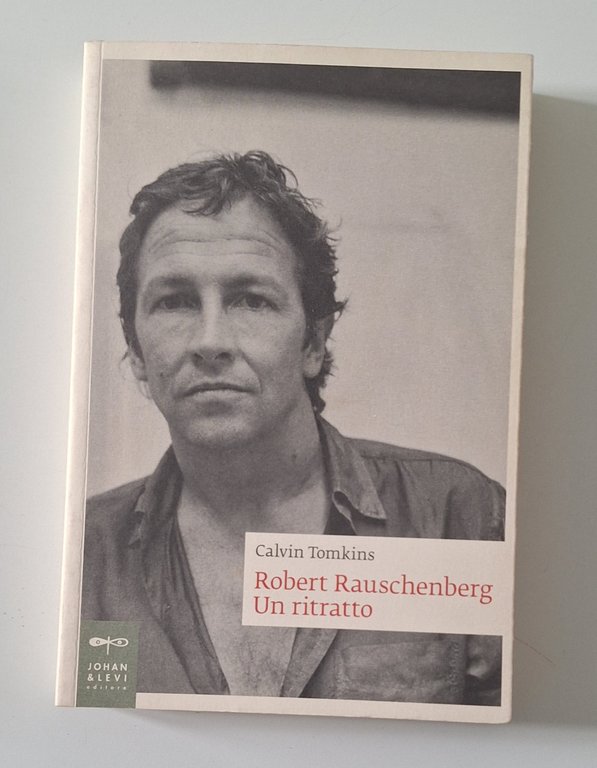 Calvin Tomkins
Robert Rauschenberg
Un ritratto
JOHAN
& LEVI
editore